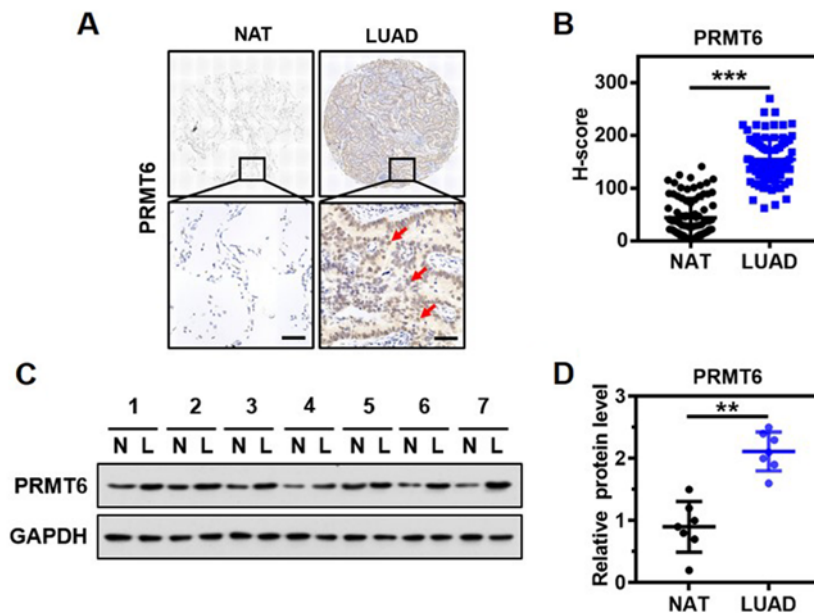 A
NAT LUAD
PRMT6
B
PRMT6
***
H-score
300
200
100
0
NAT LUAD
C
1 2 3 4 5 6 7
N L N L N L N L N L N L N L
PRMT6
GAPDH
D
PRMT6
**
Relative protein level
3
2
1
0
NAT LUAD